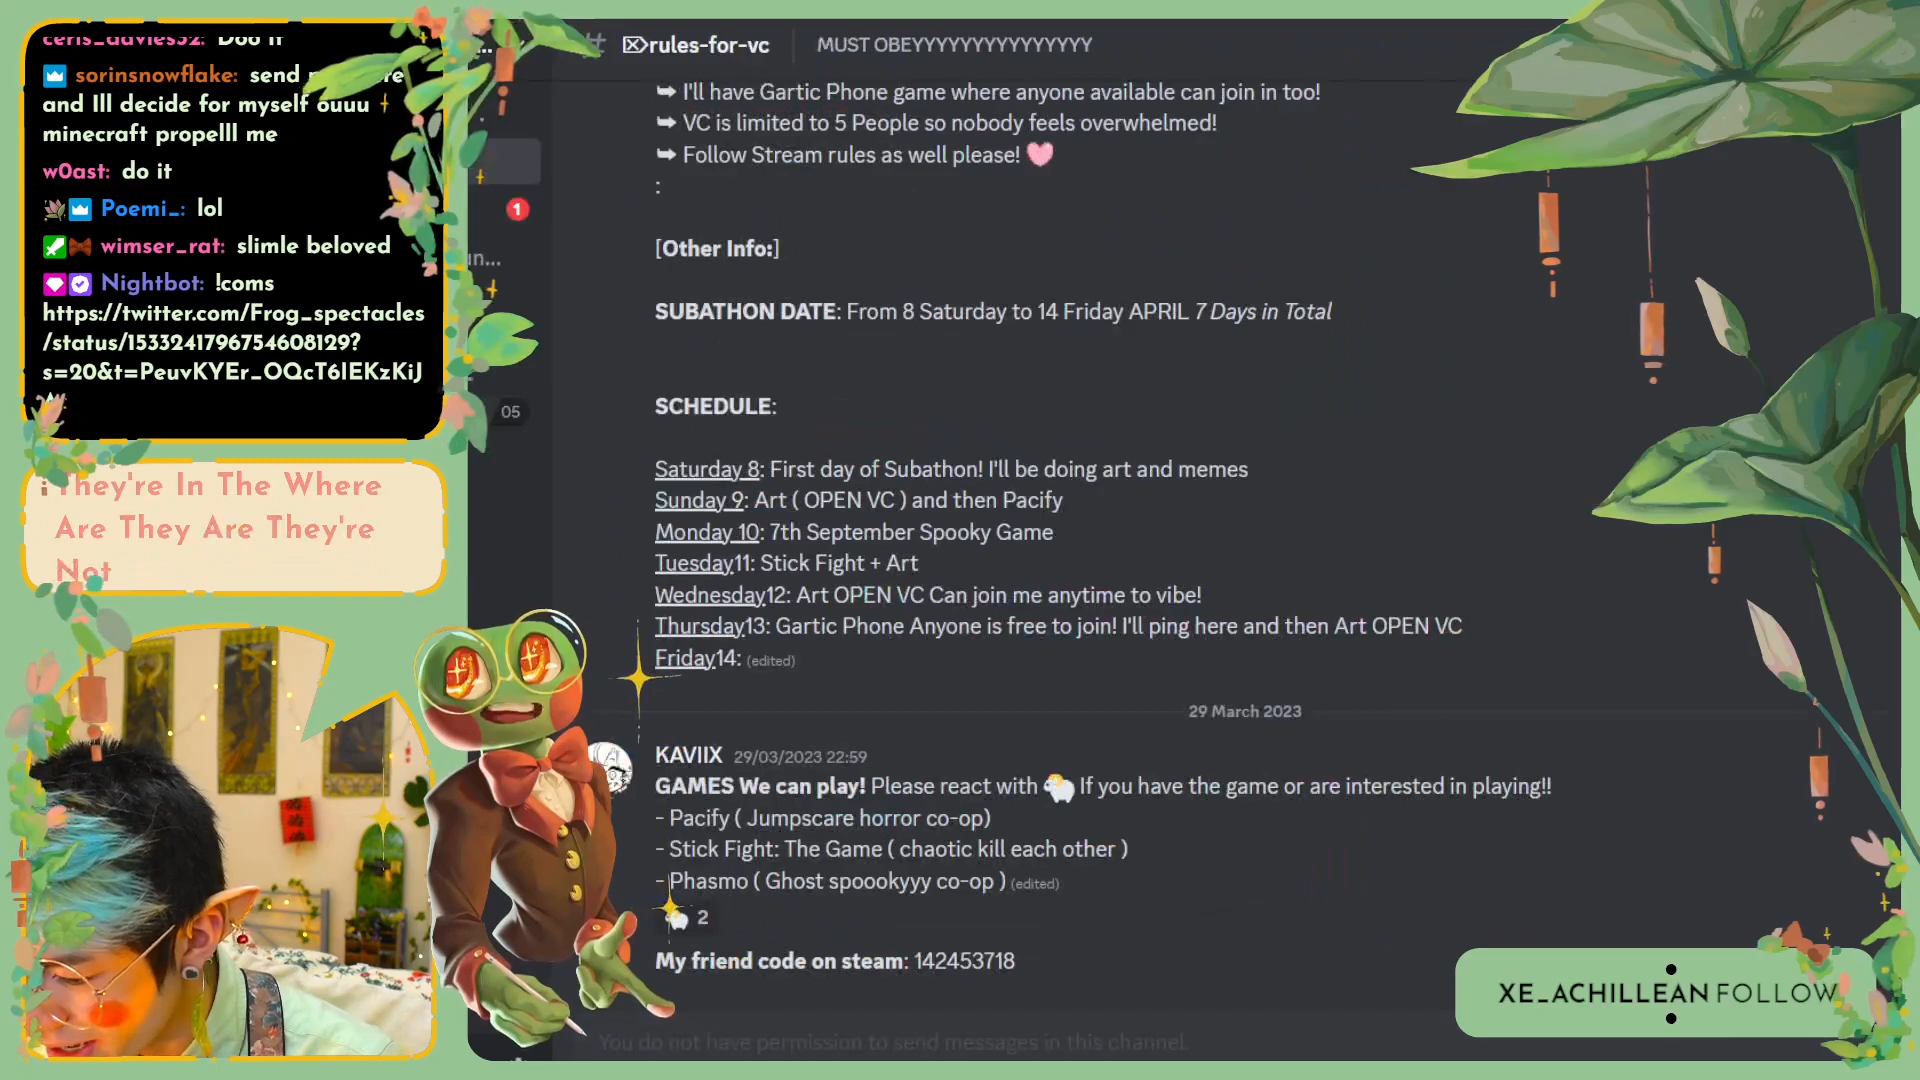 ceris_davies32: Doo it
sorinsnowflake: send
and Ill decide for myself ouuu
minecraft propelll me
w0ast: do it
Poemi_: lol
wimser_rat: slimle beloved
Nightbot: !coms
https://twitter.com/Frog_spectacles
/status/1533241796754608129?
s=20&t=PeuvKYEr_OQcT6IEKzKiJ
They're In The Where
Are They Are They're
Not
1
05
# rules-for-vc
MUST OBEYYYYYYYYYYYYYYY
➥ I'll have Gartic Phone game where anyone available can join in too!
➥ VC is limited to 5 People so nobody feels overwhelmed!
➥ Follow Stream rules as well please!
:
[Other Info:]
SUBATHON DATE: From 8 Saturday to 14 Friday APRIL 7 Days in Total
SCHEDULE:
Saturday 8: First day of Subathon! I'll be doing art and memes
Sunday 9: Art ( OPEN VC ) and then Pacify
Monday 10: 7th September Spooky Game
Tuesday11: Stick Fight + Art
Wednesday12: Art OPEN VC Can join me anytime to vibe!
Thursday13: Gartic Phone Anyone is free to join! I'll ping here and then Art OPEN VC
Friday14: (edited)
29 March 2023
KAVIIX 29/03/2023 22:59
GAMES We can play! Please react with If you have the game or are interested in playing!!
- Pacify ( Jumpscare horror co-op)
- Stick Fight: The Game ( chaotic kill each other )
- Phasmo ( Ghost spoookyyy co-op ) (edited)
2
My friend code on steam: 142453718
You do not have permission to send messages in this channel.
XE_ACHILLEAN FOLLOW